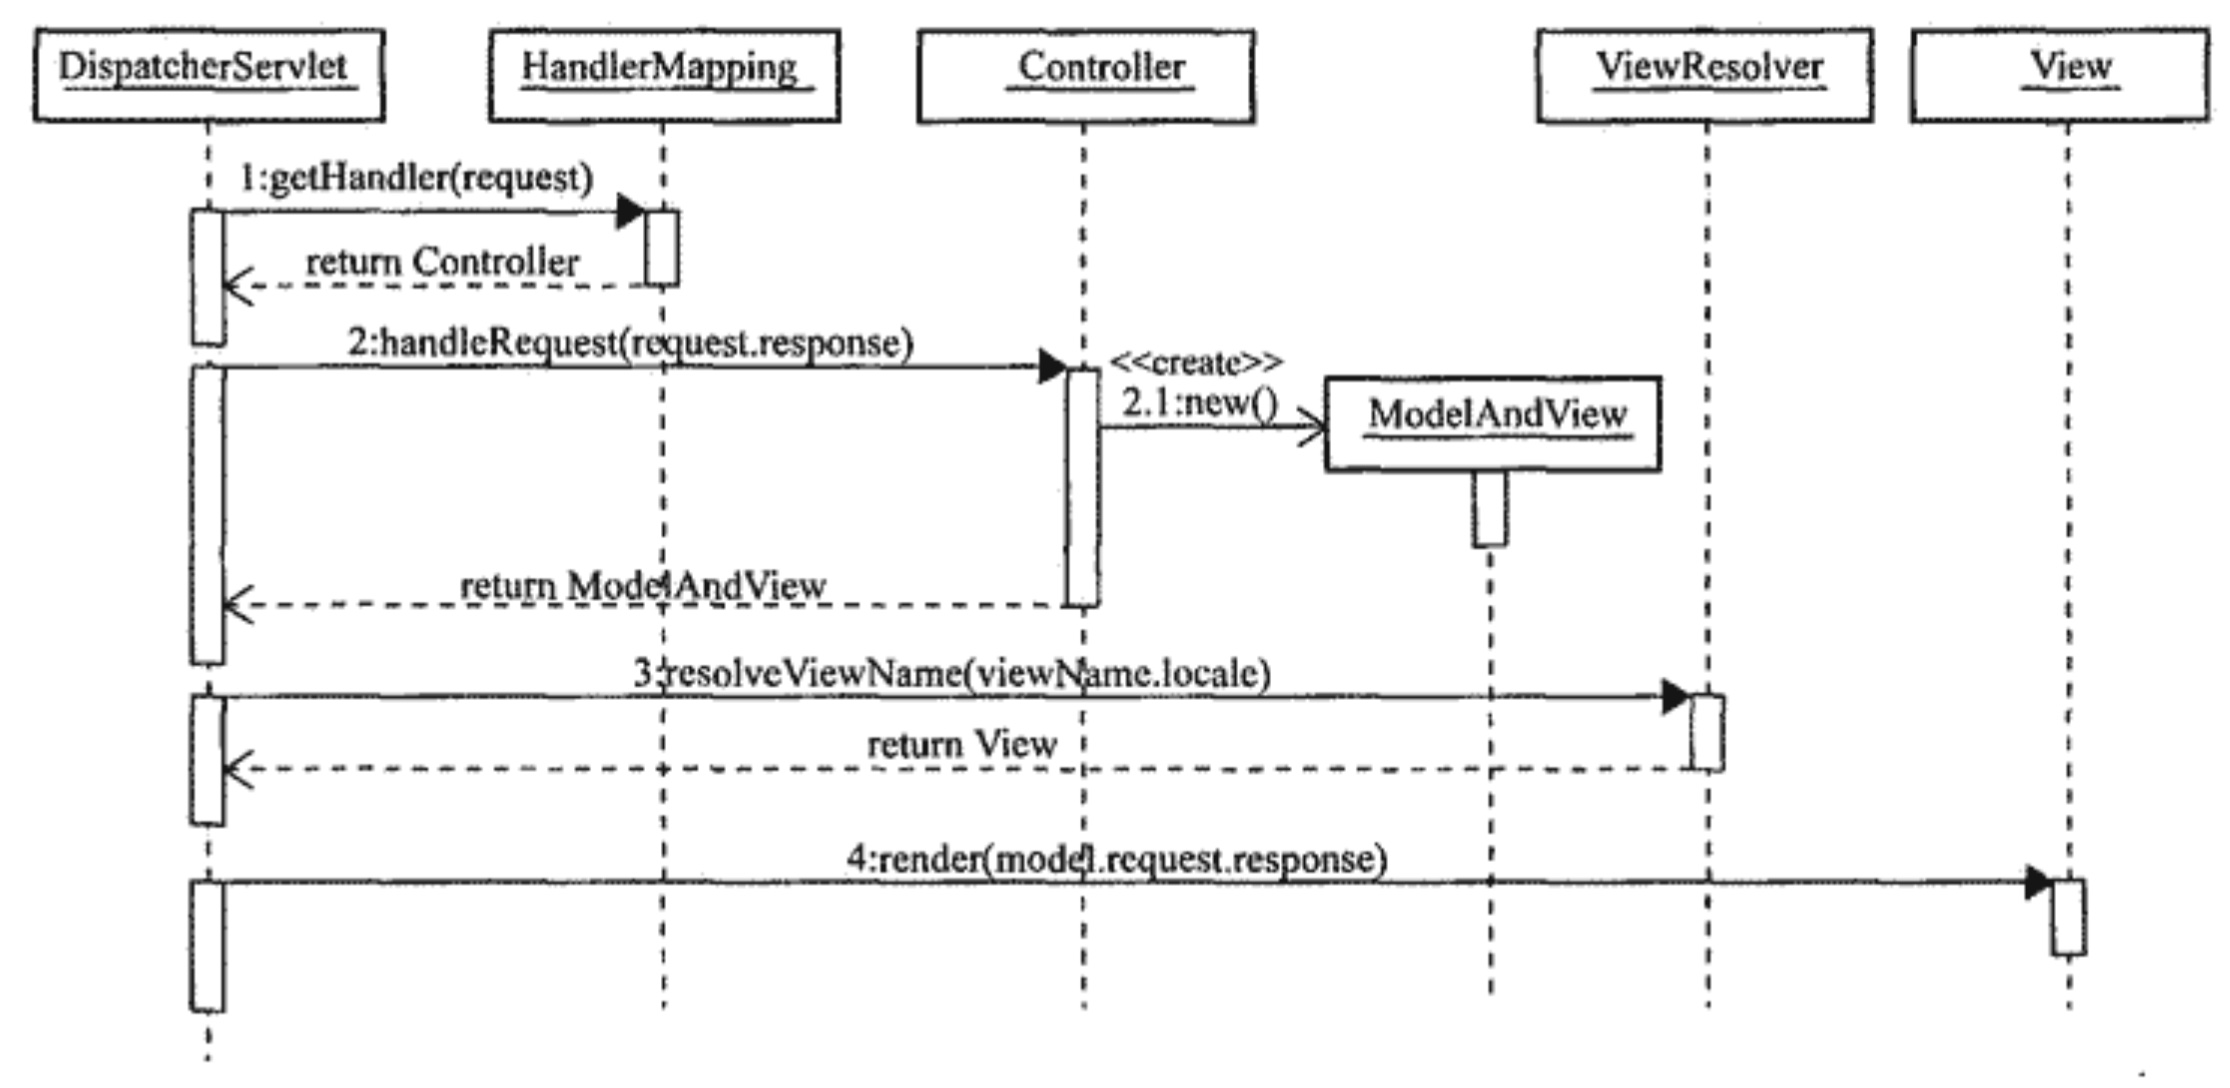 DispatcherServlet
HandlerMapping
Controller
ViewResolver
View
1:getHandler(request)
return Controller
2:handleRequest(request.response)
<<create>>
2.1:new()
ModelAndView
return ModelAndView
3:resolveViewName(viewName.locale)
return View
4:render(model.request.response)